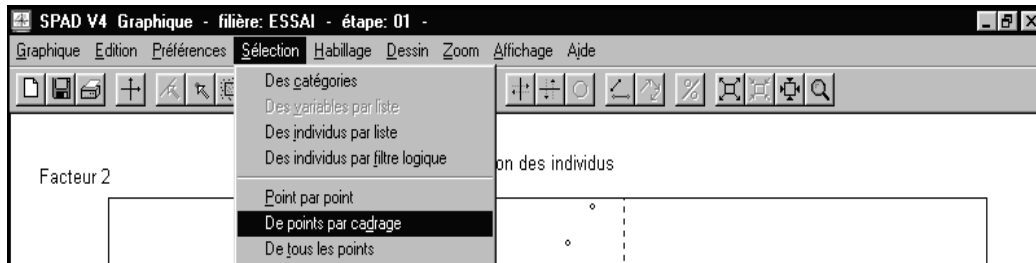 SPAD V4 Graphique - filière: ESSAI - étape: 01 -
Graphique Edition Préférences Sélection Habillage Dessin Zoom Affichage Aide
Des catégories
Des variables par liste
Des individus par liste
Des individus par filtre logique
on des individus
Facteur 2
Point par point
De points par cadrage
De tous les points